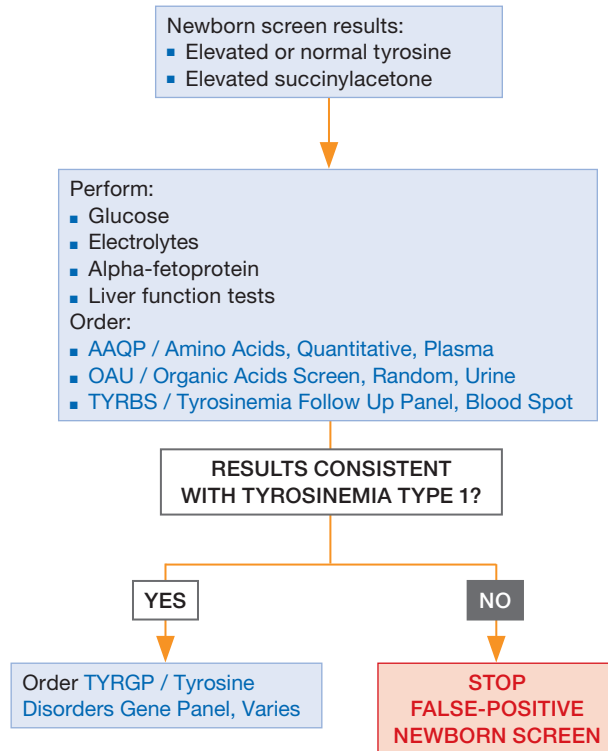 Newborn screen results:
▪ Elevated or normal tyrosine
▪ Elevated succinylacetone
Perform:
▪ Glucose
▪ Electrolytes
▪ Alpha-fetoprotein
▪ Liver function tests
Order:
▪ AAQP / Amino Acids, Quantitative, Plasma
▪ OAU / Organic Acids Screen, Random, Urine
▪ TYRBS / Tyrosinemia Follow Up Panel, Blood Spot
RESULTS CONSISTENT
WITH TYROSINEMIA TYPE 1?
YES
NO
Order TYRGP / Tyrosine
Disorders Gene Panel, Varies
STOP
FALSE-POSITIVE
NEWBORN SCREEN